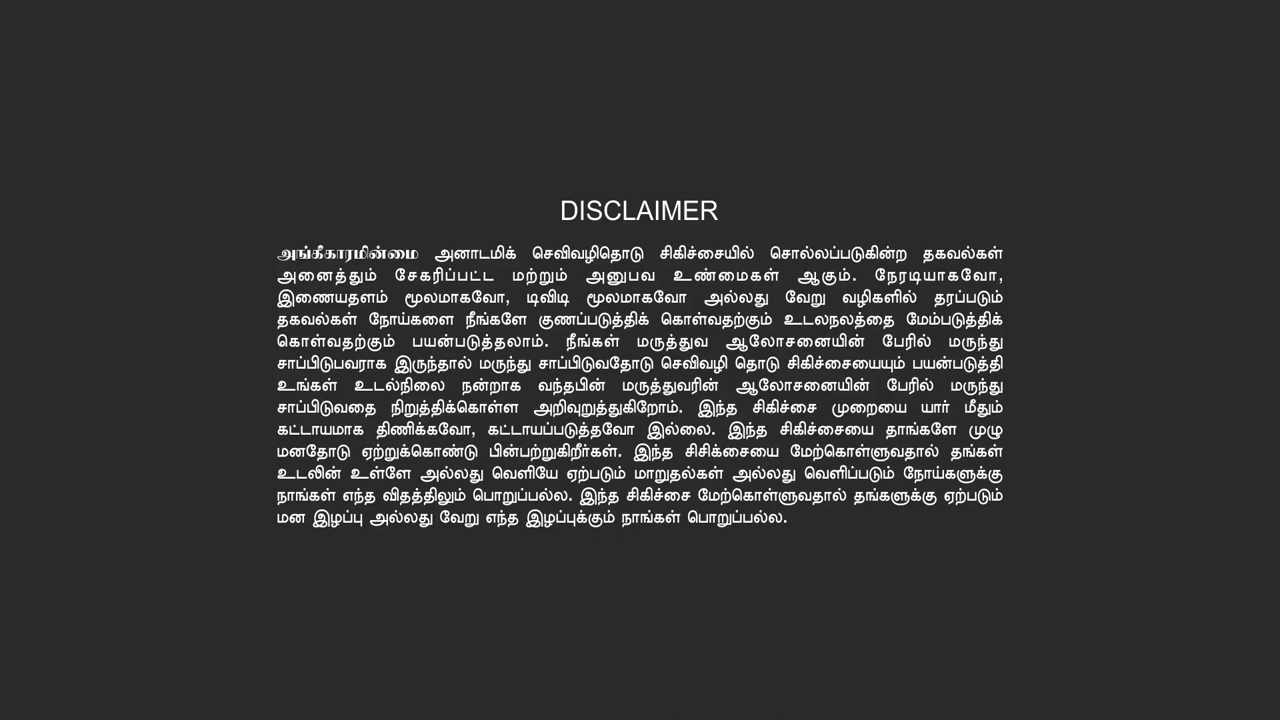 DISCLAIMER
அங்கீகாரமின்மை அனாடமிக் செவிவழிதொடு சிகிச்சையில் சொல்லப்படுகின்ற தகவல்கள்
அனைத்தும் சேகரிப்பட்ட மற்றும் அனுபவ உண்மைகள் ஆகும். நேரடியாகவோ,
இணையதளம் மூலமாகவோ, டிவிடி மூலமாகவோ அல்லது வேறு வழிகளில் தரப்படும்
தகவல்கள் நோய்களை நீங்களே குணப்படுத்திக் கொள்வதற்கும் உடலநலத்தை மேம்படுத்திக்
கொள்வதற்கும் பயன்படுத்தலாம். நீங்கள் மருத்துவ ஆலோசனையின் பேரில் மருந்து
சாப்பிடுபவராக இருந்தால் மருந்து சாப்பிடுவதோடு செவிவழி தொடு சிகிச்சையையும் பயன்படுத்தி
உங்கள் உடல்நிலை நன்றாக வந்தபின் மருத்துவரின் ஆலோசனையின் பேரில் மருந்து
சாப்பிடுவதை நிறுத்திக்கொள்ள அறிவுறுத்துகிறோம். இந்த சிகிச்சை முறையை யார் மீதும்
கட்டாயமாக திணிக்கவோ, கட்டாயப்படுத்தவோ இல்லை. இந்த சிகிச்சையை தாங்களே முழு
மனதோடு ஏற்றுக்கொண்டு பின்பற்றுகிறீர்கள். இந்த சிசிக்சையை மேற்கொள்ளுவதால் தங்கள்
உடலின் உள்ளே அல்லது வெளியே ஏற்படும் மாறுதல்கள் அல்லது வெளிப்படும் நோய்களுக்கு
நாங்கள் எந்த விதத்திலும் பொறுப்பல்ல. இந்த சிகிச்சை மேற்கொள்ளுவதால் தங்களுக்கு ஏற்படும்
மன இழப்பு அல்லது வேறு எந்த இழப்புக்கும் நாங்கள் பொறுப்பல்ல.